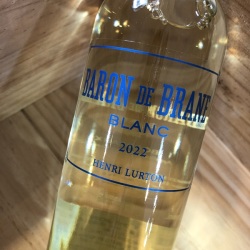 BARON DE BRANE
BLANC
2022
HENRI LURTON